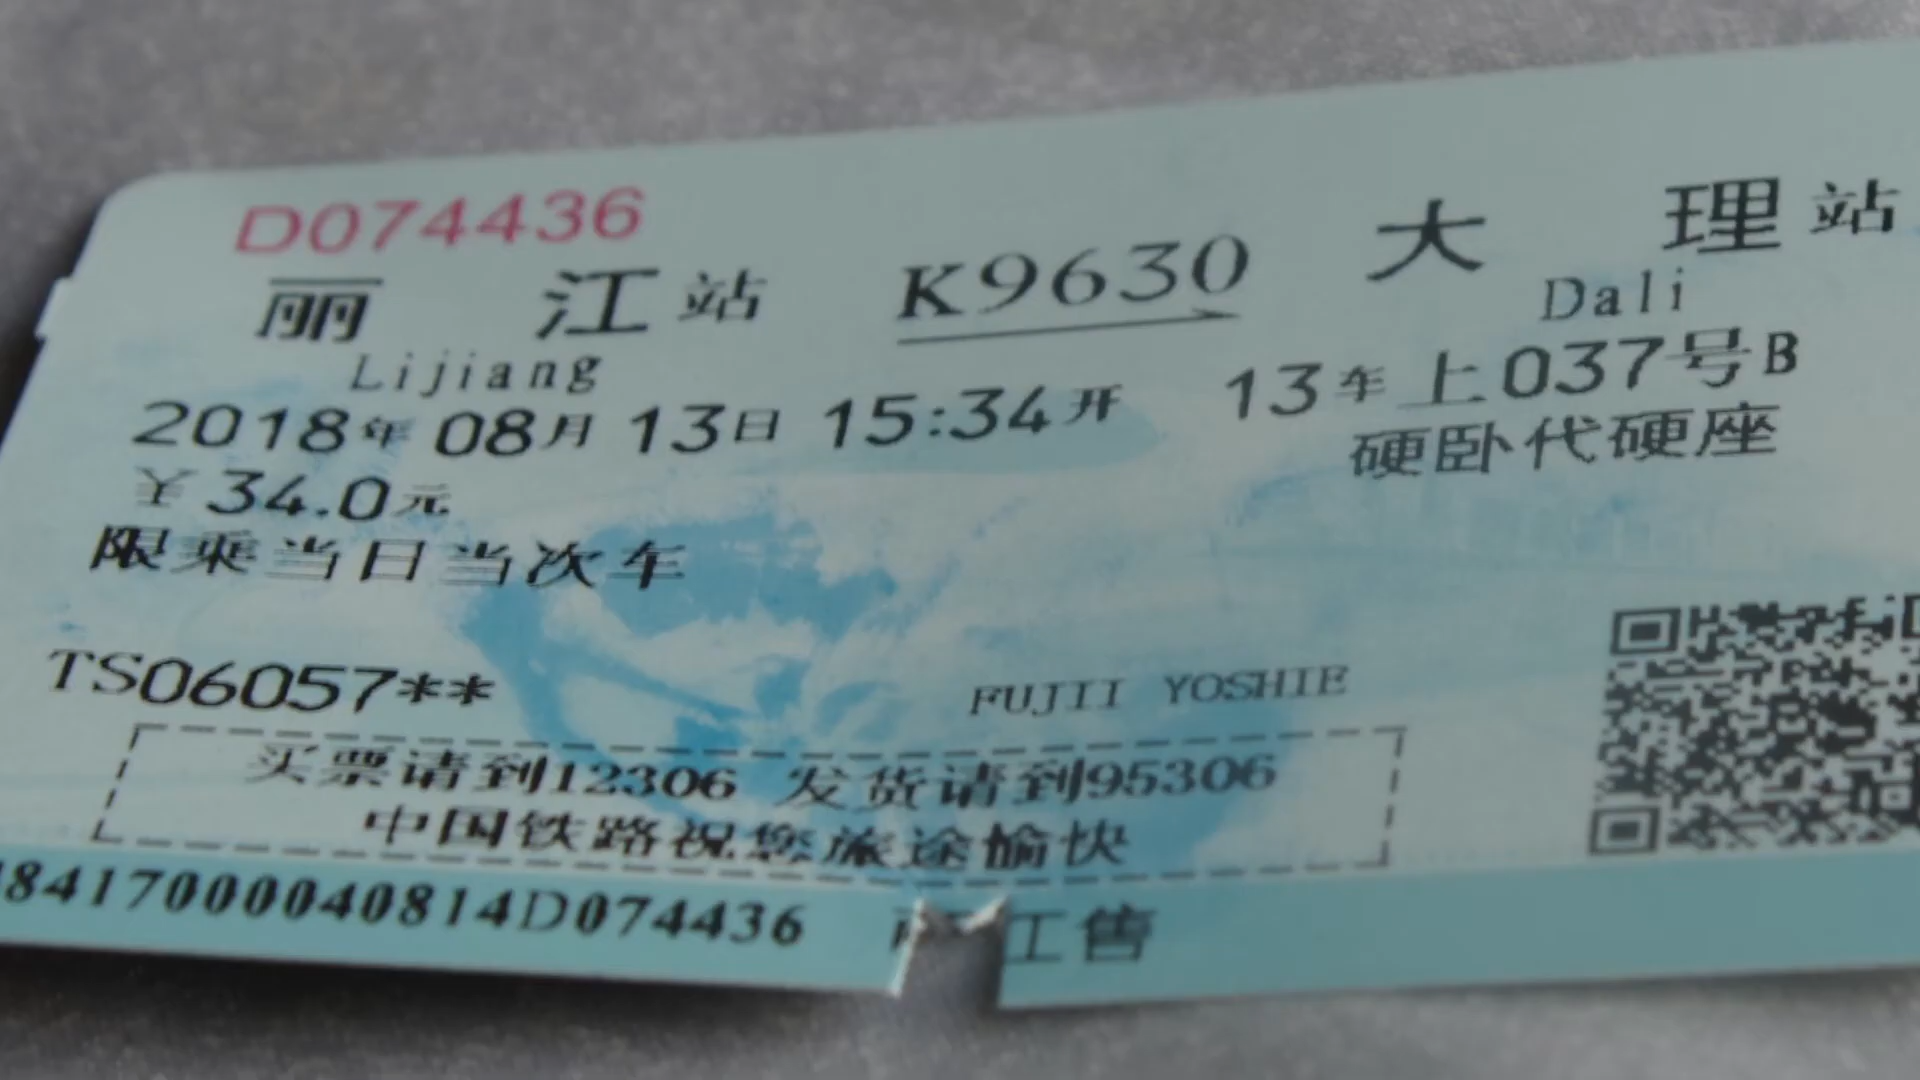 D074436
丽江站 K9630 大理站
Lijiang Dali
2018年08月13日 15:34开 13车上037号B
¥34.0元 硬卧代硬座
限乘当日当次车
TS06057** FUJII YOSHIE
买票请到12306 发货请到95306
中国铁路祝您旅途愉快
8417000040814D074436 售